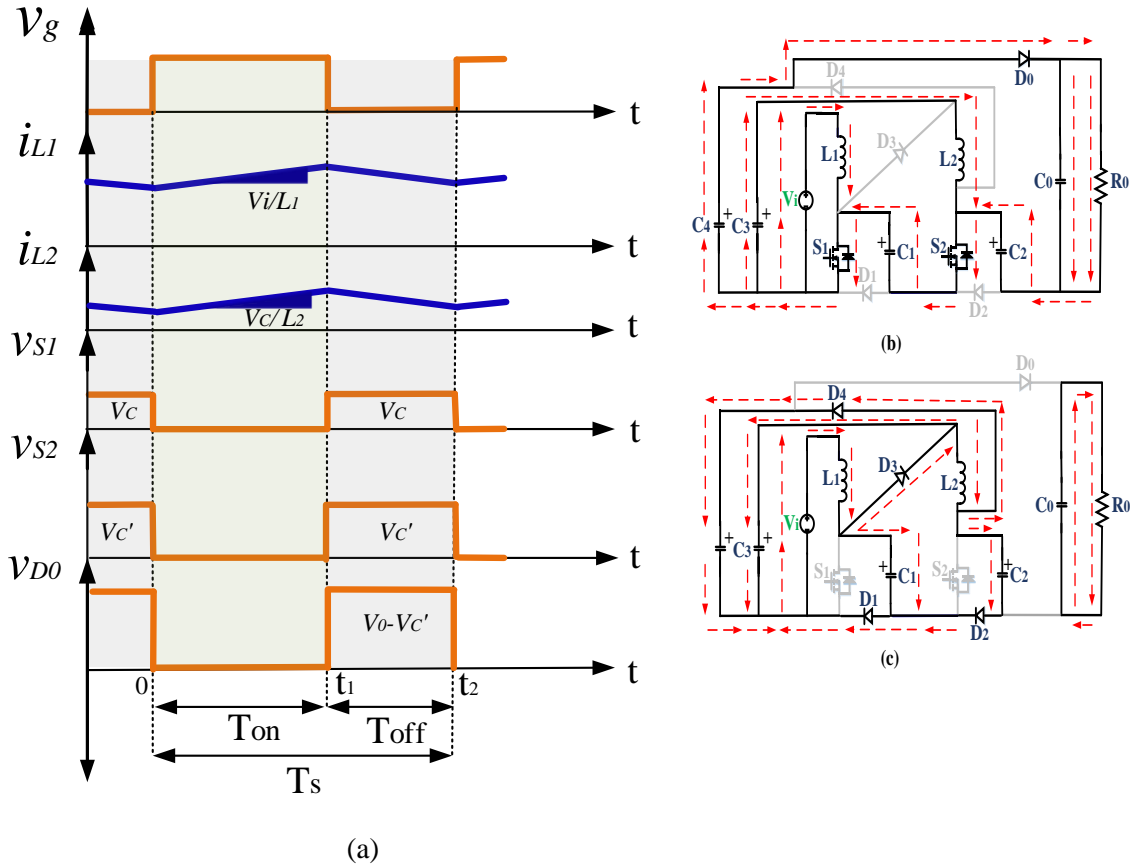 vg
t
iL1
Vi/L1
t
iL2
VC/L2
t
vS1
VC
VC
t
vS2
VC'
VC'
t
vD0
V0-VC'
0
t1
t2
t
Ton
Toff
Ts
(a)
D4
D0
D3
L1
L2
Vi
C4
+
C3
+
S1
+
C1
S2
+
C2
C0
+
R0
D1
D2
(b)
D0
D4
D3
L1
L2
Vi
+
C3
+
S1
+
C1
S2
+
C2
C0
+
R0
D1
D2
(c)